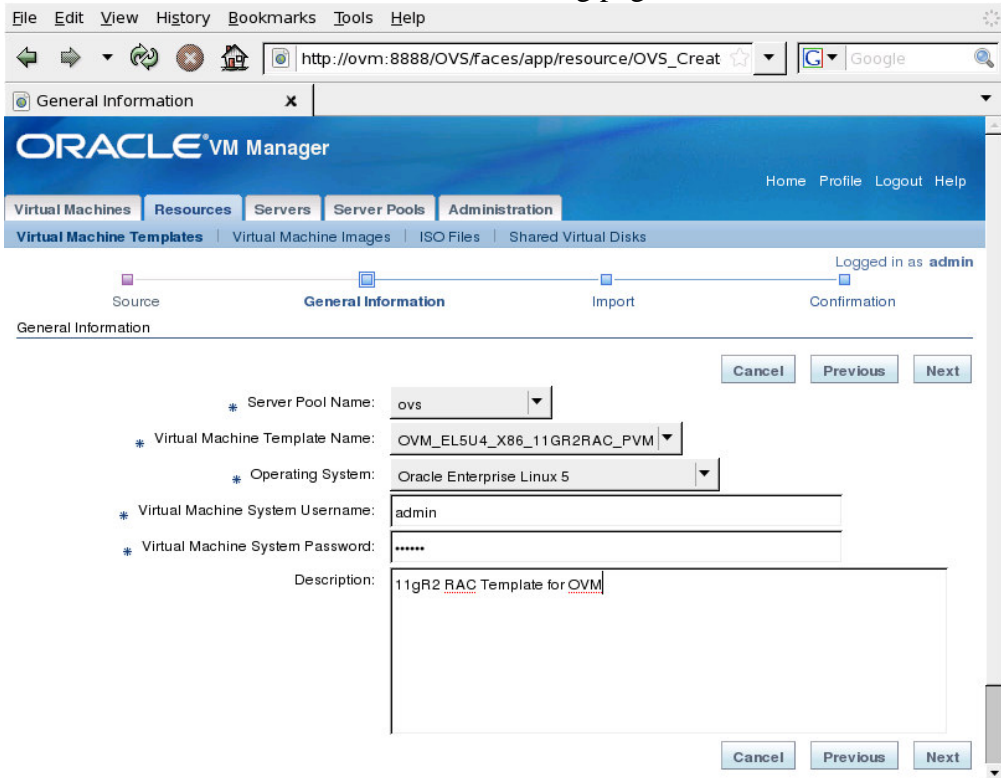 File Edit View History Bookmarks Tools Help
http://ovm:8888/OVS/faces/app/resource/OVS_Creat G Google
General Information x
ORACLE VM Manager
Home Profile Logout Help
Virtual Machines Resources Servers Server Pools Administration
Virtual Machine Templates | Virtual Machine Images | ISO Files | Shared Virtual Disks
Logged in as admin
Source General Information Import Confirmation
General Information
Cancel Previous Next
* Server Pool Name: ovs
* Virtual Machine Template Name: OVM_EL5U4_X86_11GR2RAC_PVM
* Operating System: Oracle Enterprise Linux 5
* Virtual Machine System Username: admin
* Virtual Machine System Password: ••••••
Description: 11gR2 RAC Template for OVM
Cancel Previous Next